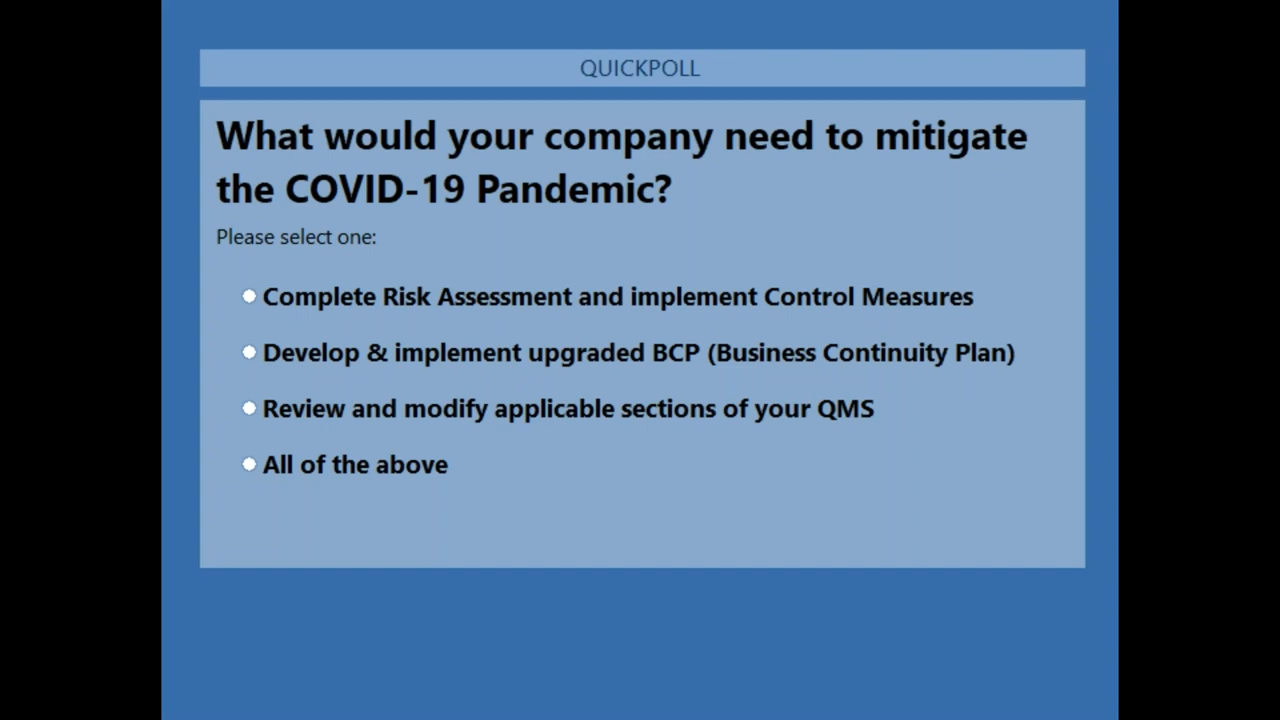 QUICKPOLL
What would your company need to mitigate
the COVID-19 Pandemic?
Please select one:
Complete Risk Assessment and implement Control Measures
Develop & implement upgraded BCP (Business Continuity Plan)
Review and modify applicable sections of your QMS
All of the above